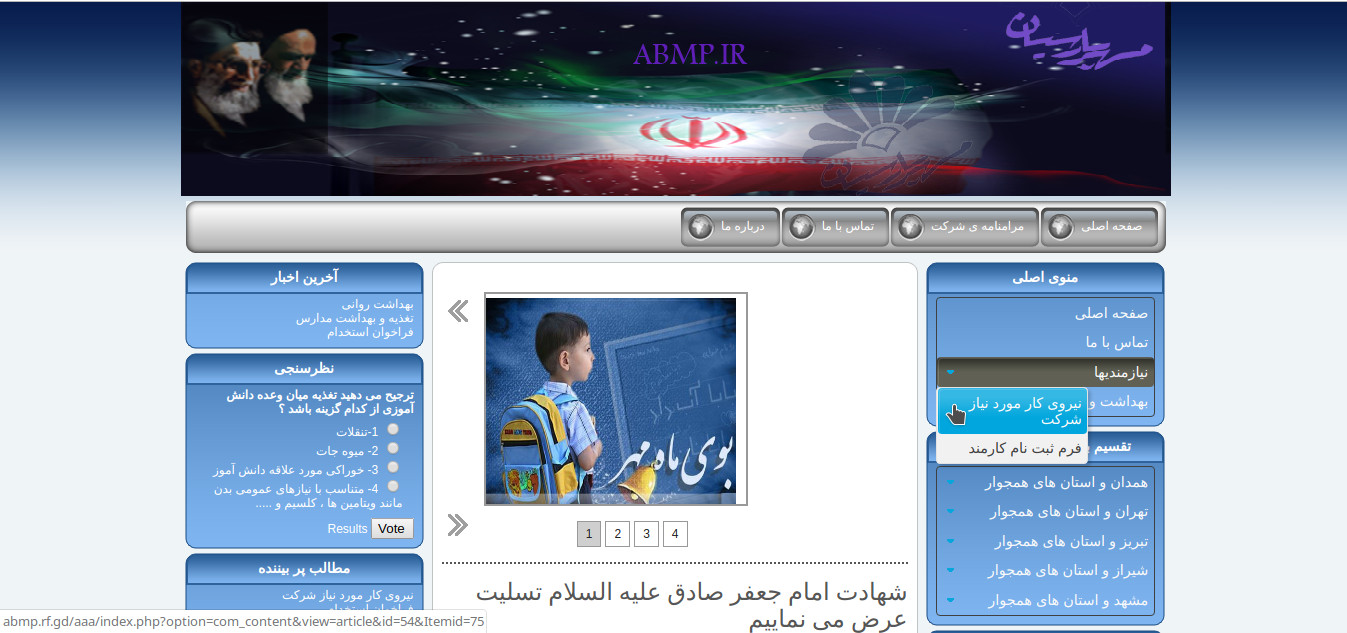 ABMP.IR
مهر پارسیان
صفحه اصلی
مرامنامه ی شرکت
تماس با ما
درباره ما
منوی اصلی
صفحه اصلی
تماس با ما
نیازمندیها
بهداشت و
نیروی کار مورد نیاز
شرکت
فرم ثبت نام کارمند
تقسیم
همدان و استان های همجوار
تهران و استان های همجوار
تبریز و استان های همجوار
شیراز و استان های همجوار
مشهد و استان های همجوار
بوی ماه مهر
1
2
3
4
شهادت امام جعفر صادق علیه السلام تسلیت
عرض می نماییم
آخرین اخبار
بهداشت روانی
تغذیه و بهداشت مدارس
فراخوان استخدام
نظرسنجی
ترجیح می دهید تغذیه میان وعده دانش
آموزی از کدام گزینه باشد ؟
1-تنقلات
2- میوه جات
3- خوراکی مورد علاقه دانش آموز
4- متناسب با نیازهای عمومی بدن
مانند ویتامین ها ، کلسیم و .....
Vote Results
مطالب پر بیننده
نیروی کار مورد نیاز شرکت
فراخوان استخدام
abmp.rf.gd/aaa/index.php?option=com_content&view=article&id=54&Itemid=75